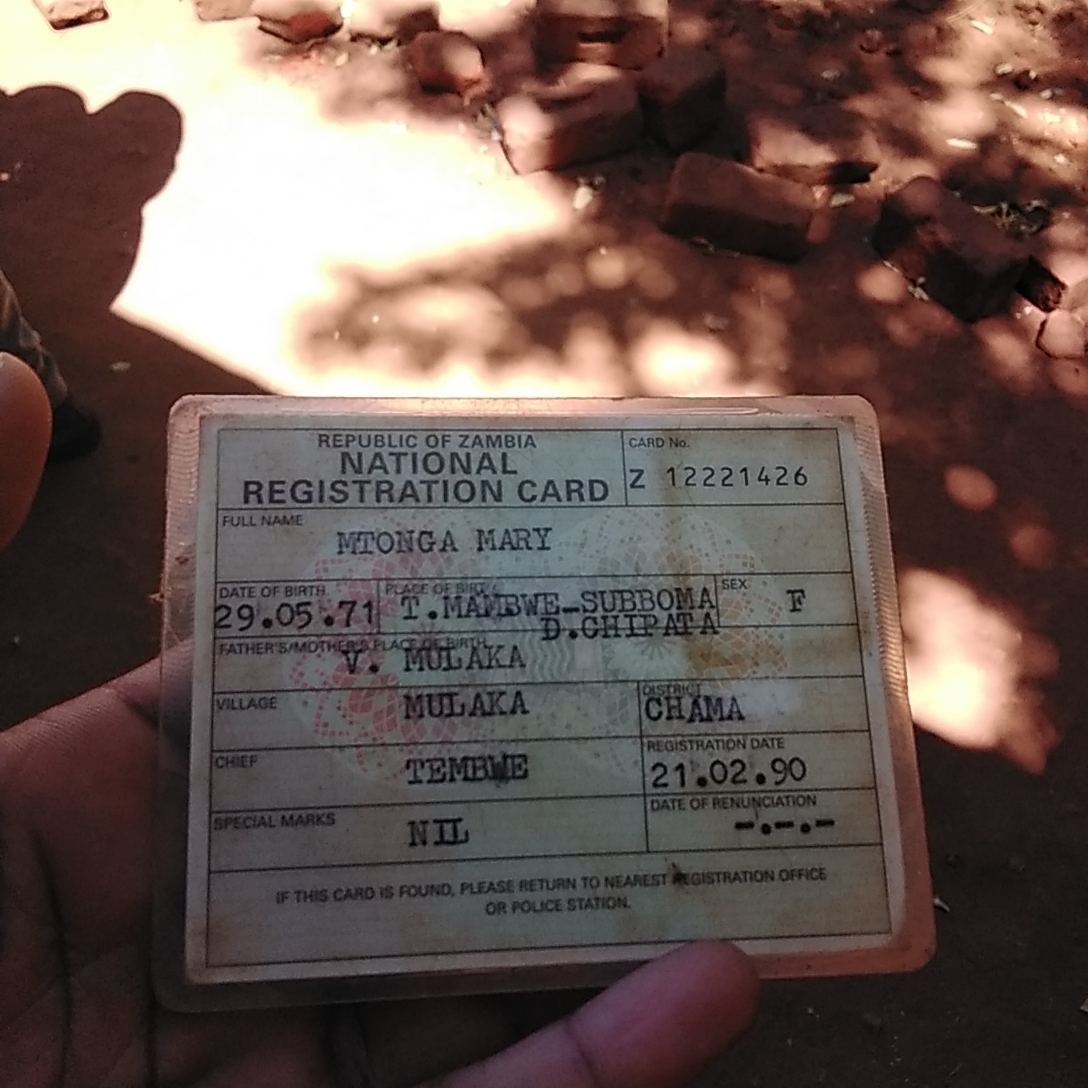 REPUBLIC OF ZAMBIA
NATIONAL
REGISTRATION CARD
CARD No.
Z 12221426
FULL NAME
MTONGA MARY
DATE OF BIRTH
29.05.71
PLACE OF BIRTH
T.MAMBWE-SUBBOMA
D.CHIPATA
SEX
F
FATHER'S/MOTHER'S PLACE OF BIRTH
V. MULAKA
VILLAGE
MULAKA
DISTRICT
CHAMA
CHIEF
TEMBWE
REGISTRATION DATE
21.02.90
SPECIAL MARKS
NIL
DATE OF RENUNCIATION
-.-.-
IF THIS CARD IS FOUND, PLEASE RETURN TO NEAREST REGISTRATION OFFICE
OR POLICE STATION.